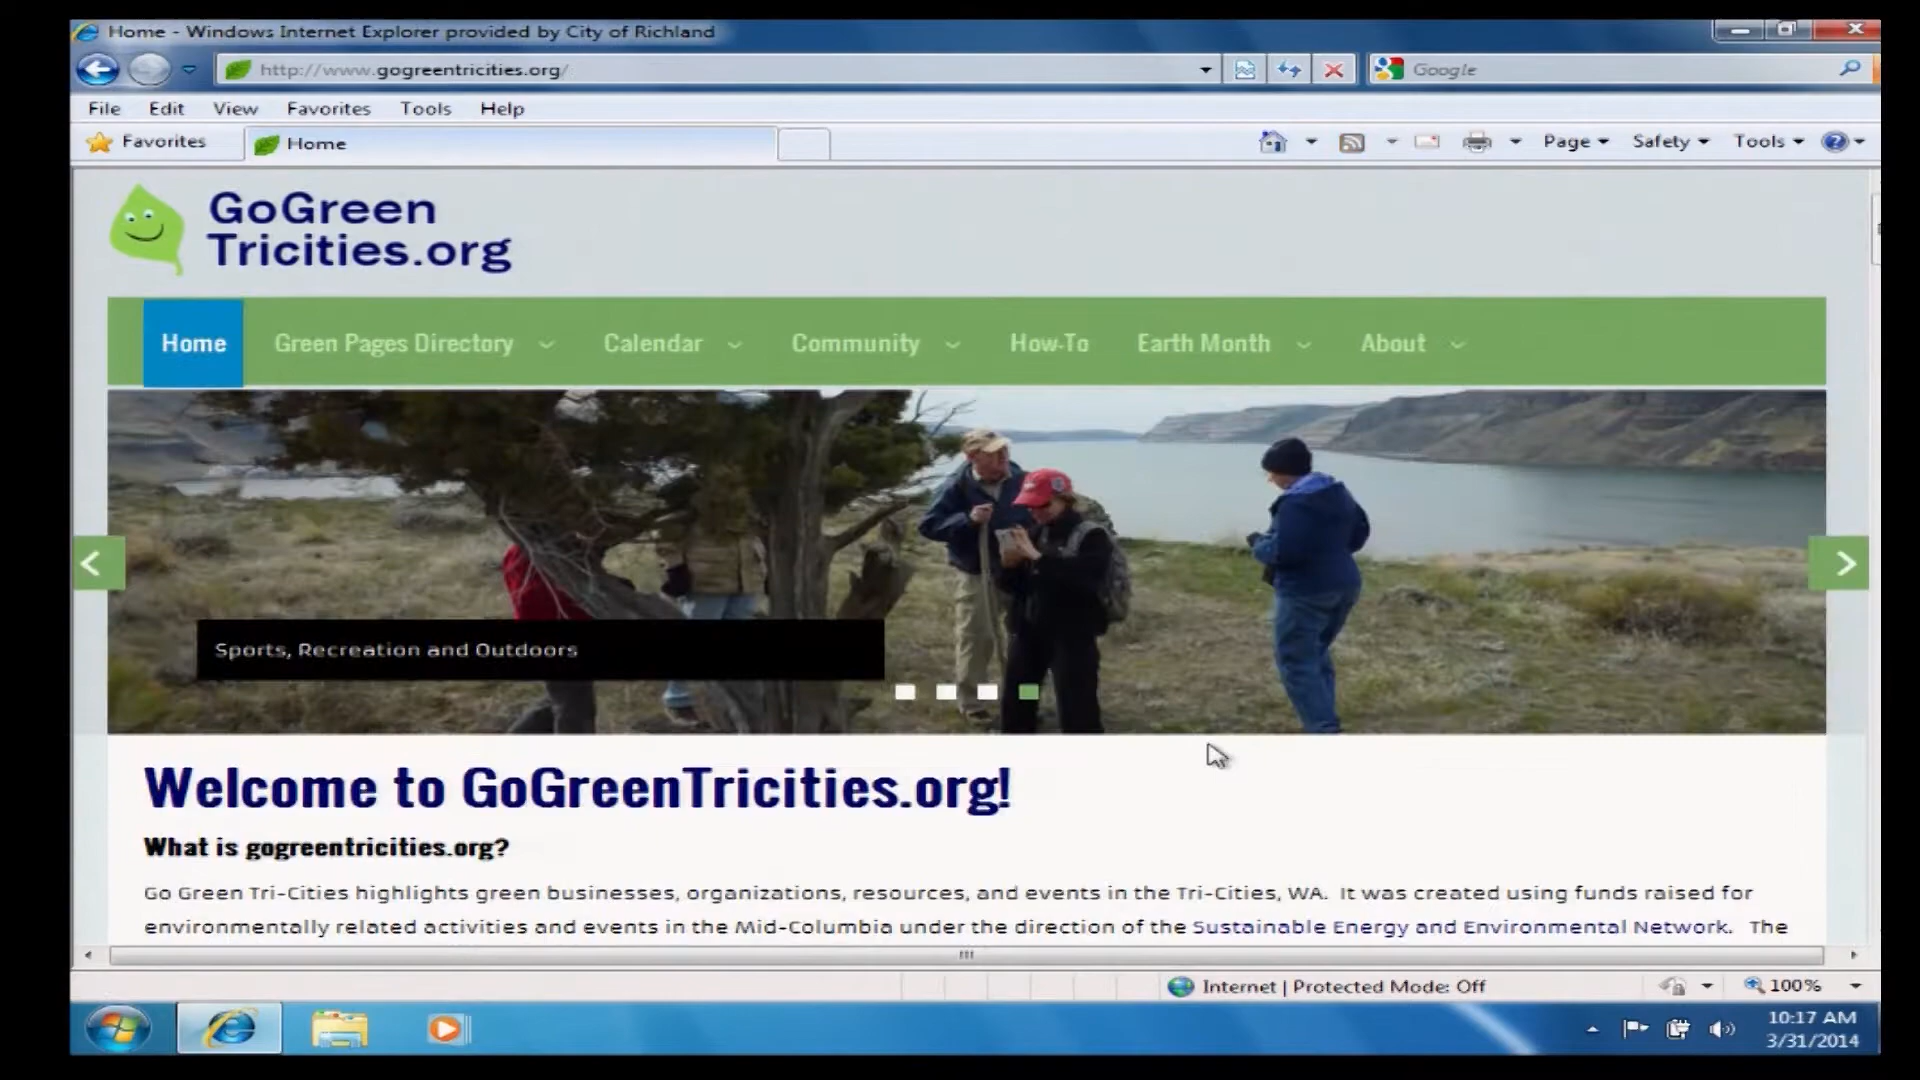 Home - Windows Internet Explorer provided by City of Richland
http://www.gogreentricities.org/
Google
File Edit View Favorites Tools Help
Favorites
Home
Page Safety Tools
GoGreen
Tricities.org
Home Green Pages Directory Calendar Community How-To Earth Month About
Sports, Recreation and Outdoors
Welcome to GoGreenTricities.org!
What is gogreentricities.org?
Go Green Tri-Cities highlights green businesses, organizations, resources, and events in the Tri-Cities, WA. It was created using funds raised for
environmentally related activities and events in the Mid-Columbia under the direction of the Sustainable Energy and Environmental Network. The
Internet | Protected Mode: Off
100%
10:17 AM
3/31/2014